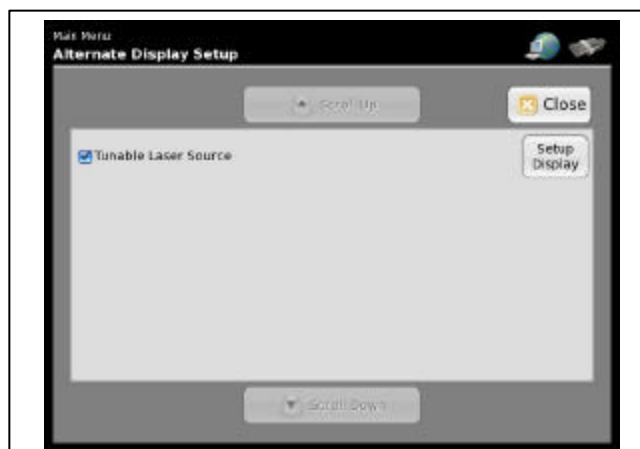 Main Menu
Alternate Display Setup
Scroll Up
Close
Tunable Laser Source
Setup
Display
Scroll Down